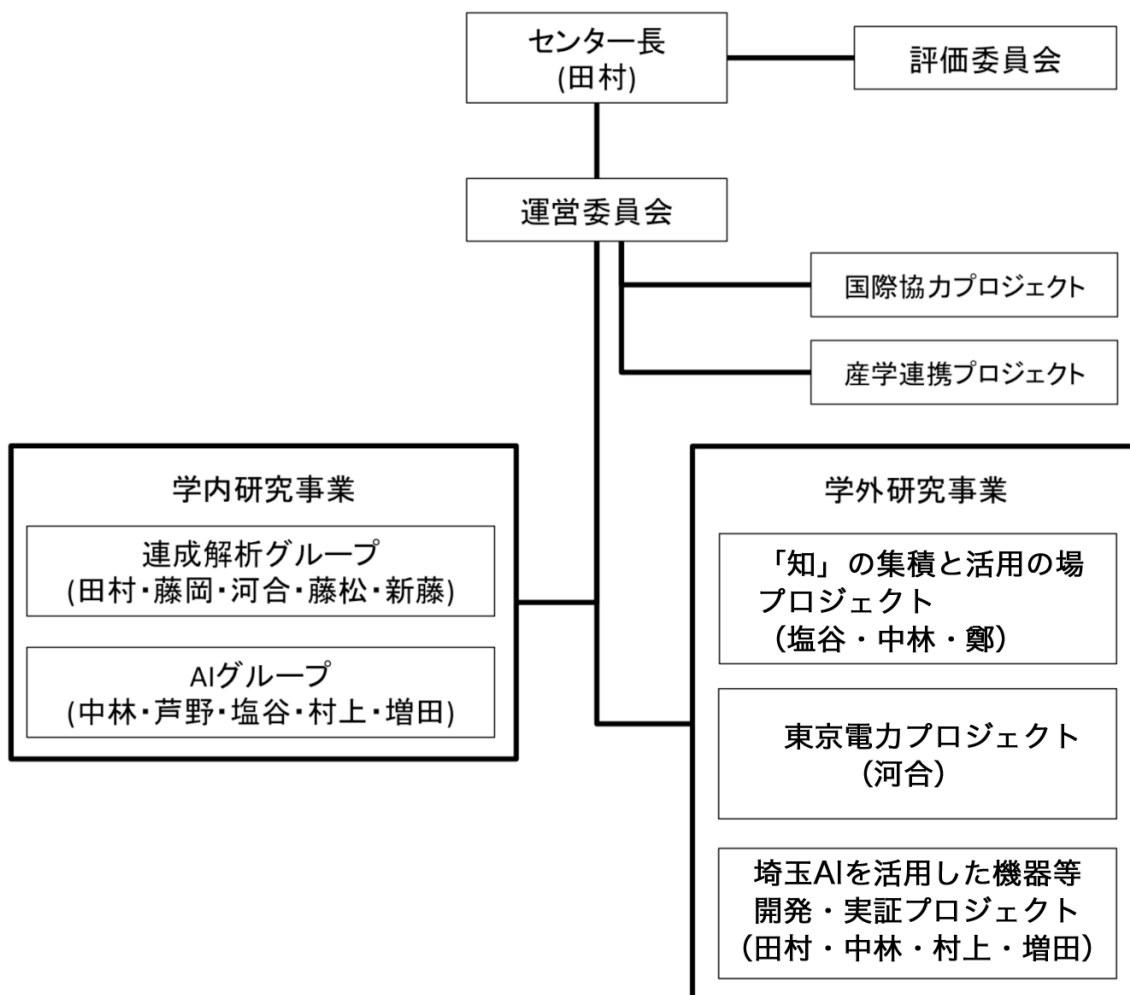 センター長
(田村)
評価委員会
運営委員会
国際協力プロジェクト
産学連携プロジェクト
学内研究事業
連成解析グループ
(田村・藤岡・河合・藤松・新藤)
AIグループ
(中林・芦野・塩谷・村上・増田)
学外研究事業
「知」の集積と活用の場
プロジェクト
（塩谷・中林・鄭）
東京電力プロジェクト
（河合）
埼玉AIを活用した機器等
開発・実証プロジェクト
（田村・中林・村上・増田）